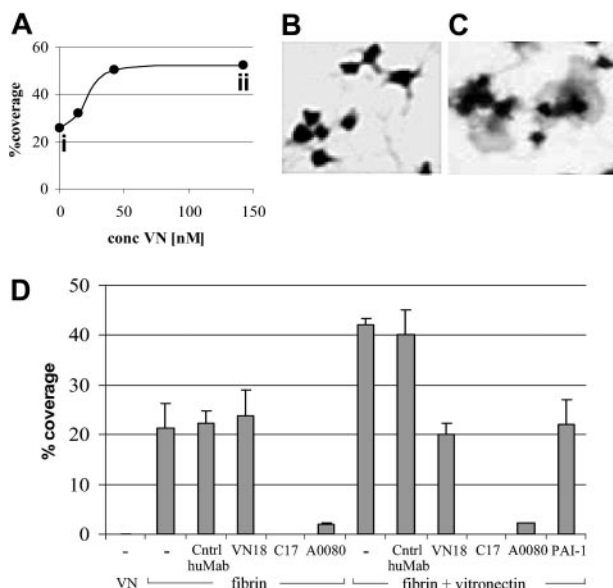 A
B
C
60
40
20
0
%coverage
i
ii
0 50 100 150
conc VN [nM]
D
50
40
30
20
10
0
% coverage
- - Cntrl huMab VN18 C17 A0080 - Cntrl huMab VN18 C17 A0080 PAI-1
VN fibrin fibrin + vitronectin